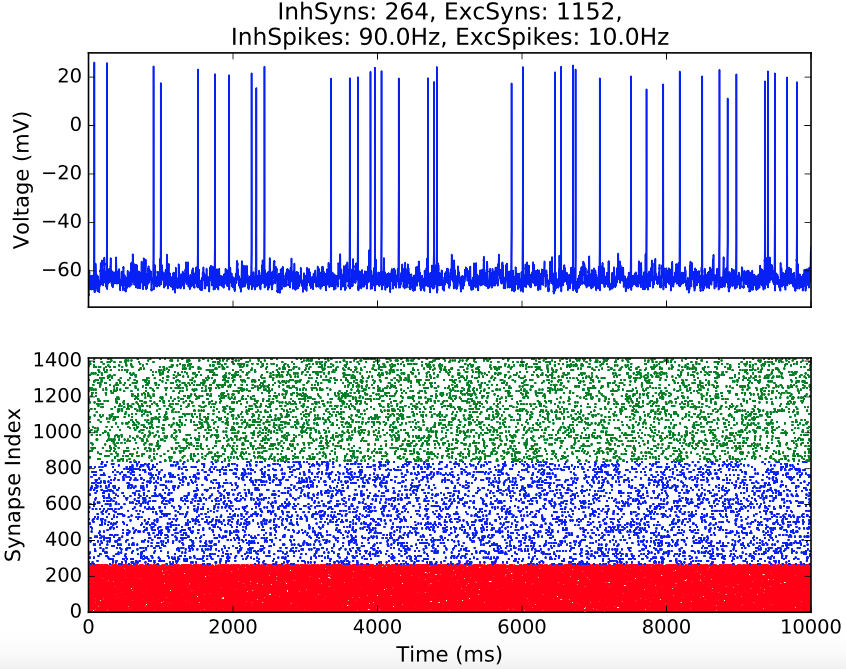 InhSyns: 264, ExcSyns: 1152,
InhSpikes: 90.0Hz, ExcSpikes: 10.0Hz
Voltage (mV)
20
0
−20
−40
−60
Synapse Index
1400
1200
1000
800
600
400
200
0
0 2000 4000 6000 8000 10000
Time (ms)